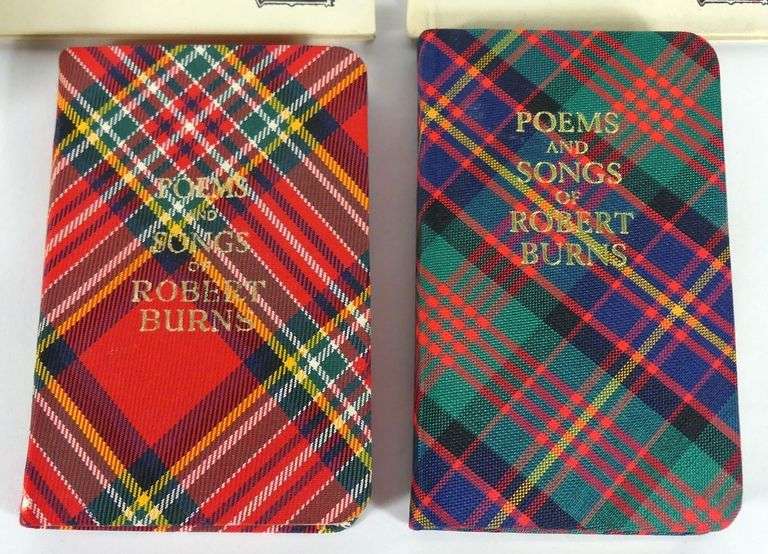 POEMS
AND
SONGS
OF
ROBERT
BURNS
POEMS
AND
SONGS
OF
ROBERT
BURNS